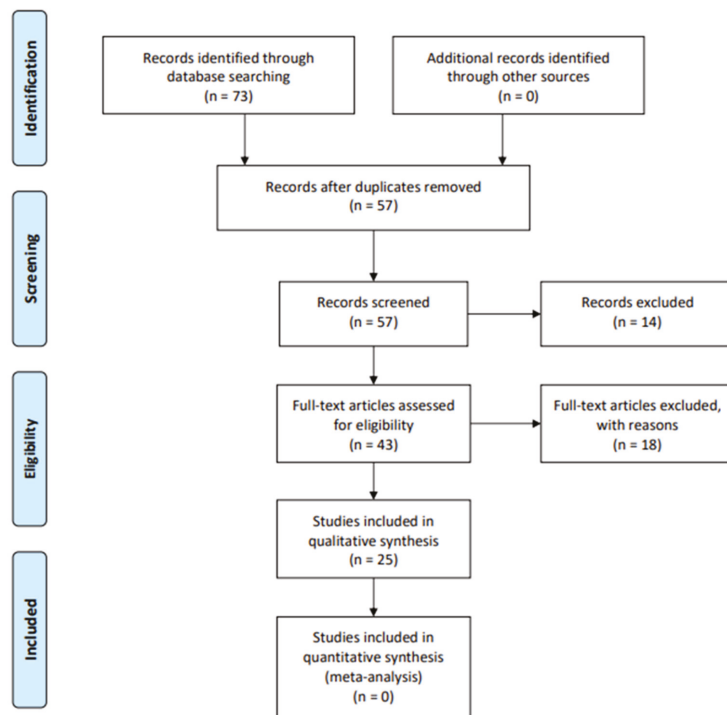 Identification
Records identified through
database searching
(n = 73)
Additional records identified
through other sources
(n = 0)
Records after duplicates removed
(n = 57)
Screening
Records screened
(n = 57)
Records excluded
(n = 14)
Eligibility
Full-text articles assessed
for eligibility
(n = 43)
Full-text articles excluded,
with reasons
(n = 18)
Studies included in
qualitative synthesis
(n = 25)
Included
Studies included in
quantitative synthesis
(meta-analysis)
(n = 0)